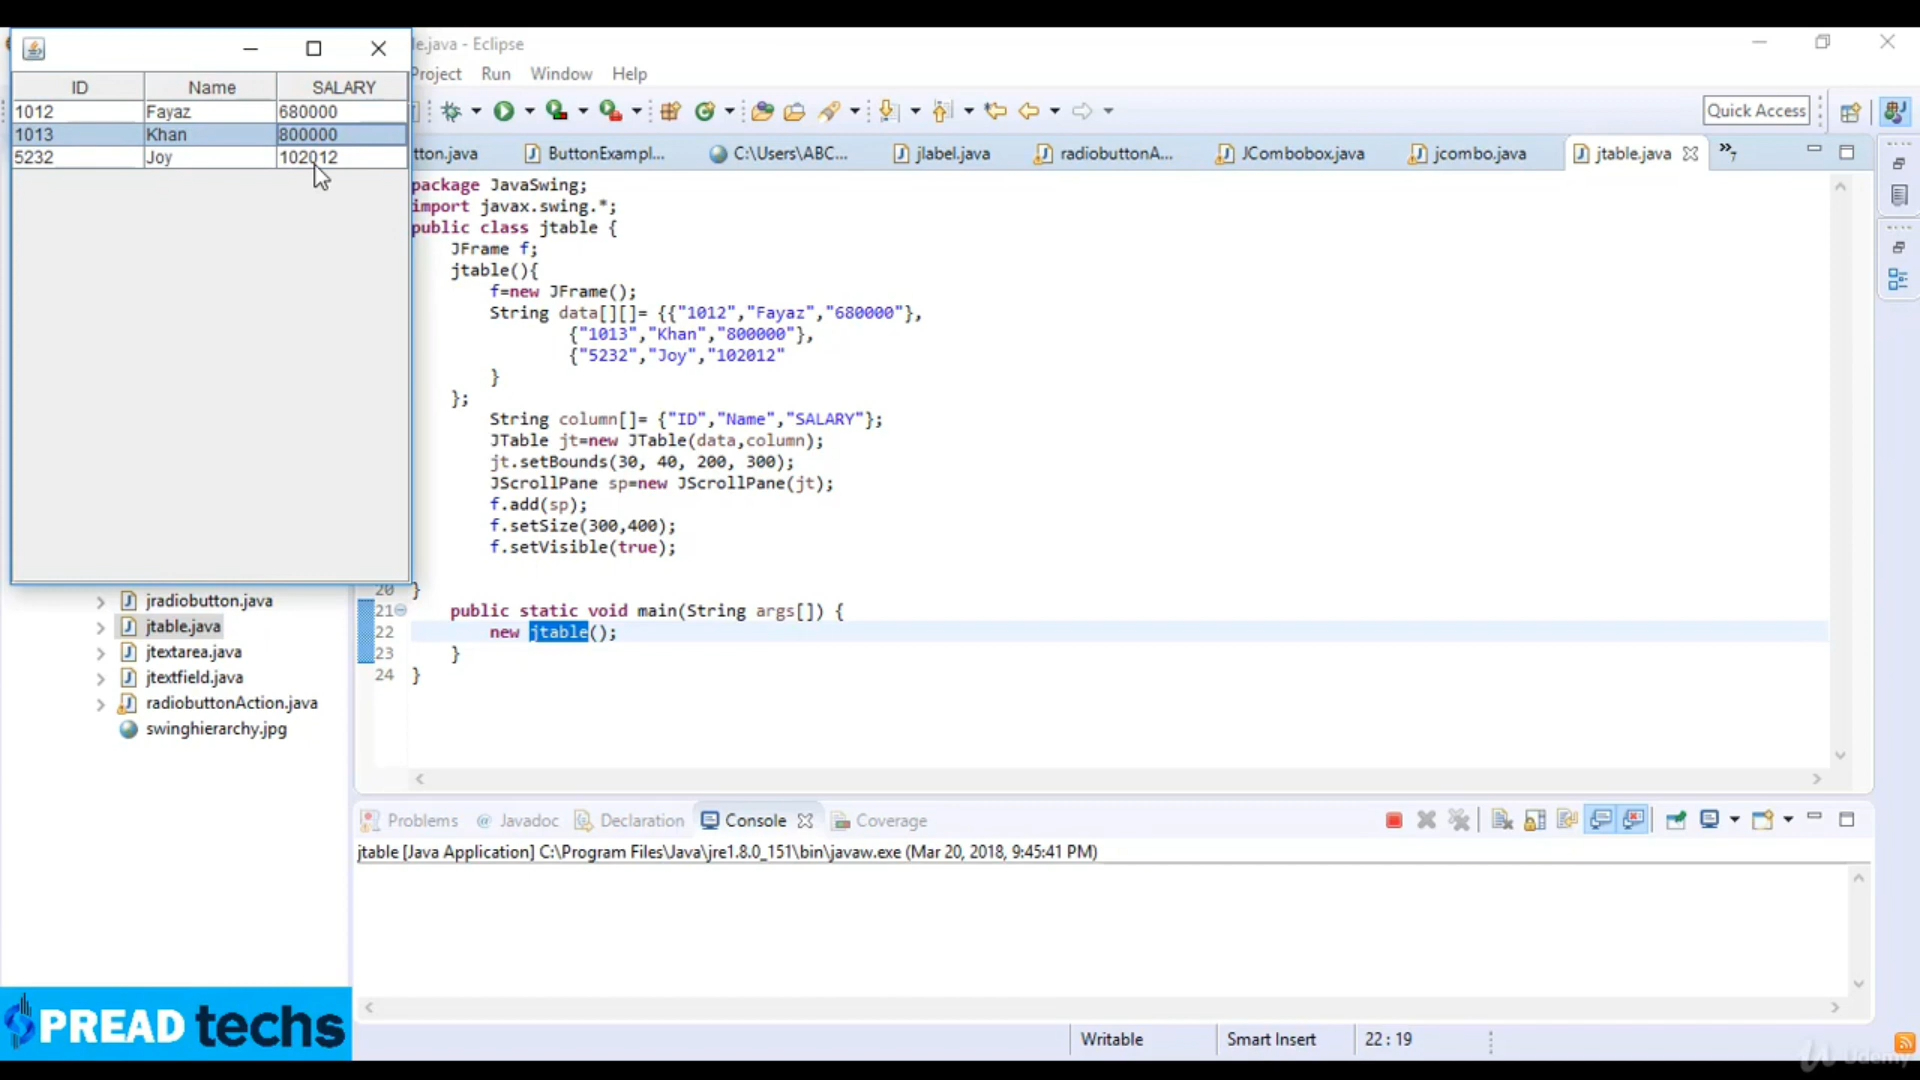 le.java - Eclipse
Project Run Window Help
Quick Access
ID Name SALARY
1012 Fayaz 680000
1013 Khan 800000
5232 Joy 102012
tton.java ButtonExampl... C:\Users\ABC... jlabel.java radiobuttonA... JCombobox.java jcombo.java jtable.java »7
package JavaSwing;
import javax.swing.*;
public class jtable {
JFrame f;
jtable(){
f=new JFrame();
String data[][]= {{"1012","Fayaz","680000"},
{"1013","Khan","800000"},
{"5232","Joy","102012"
}
};
String column[]= {"ID","Name","SALARY"};
JTable jt=new JTable(data,column);
jt.setBounds(30, 40, 200, 300);
JScrollPane sp=new JScrollPane(jt);
f.add(sp);
f.setSize(300,400);
f.setVisible(true);
20 }
21 public static void main(String args[]) {
22 new jtable();
23 }
24 }
jradiobutton.java
jtable.java
jtextarea.java
jtextfield.java
radiobuttonAction.java
swinghierarchy.jpg
Problems @ Javadoc Declaration Console Coverage
jtable [Java Application] C:\Program Files\Java\jre1.8.0_151\bin\javaw.exe (Mar 20, 2018, 9:45:41 PM)
SPREAD techs
Writable Smart Insert 22 : 19
Udemy